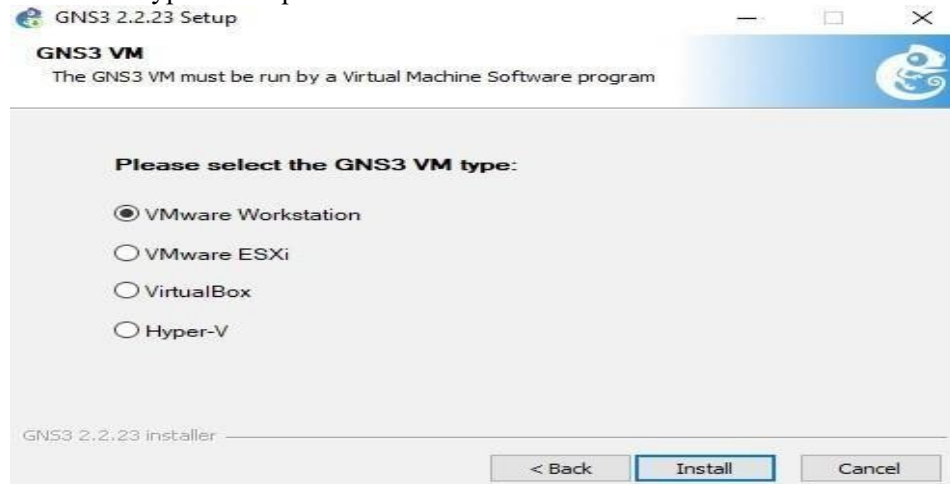 GNS3 2.2.23 Setup
GNS3 VM
The GNS3 VM must be run by a Virtual Machine Software program
Please select the GNS3 VM type:
VMware Workstation
VMware ESXi
VirtualBox
Hyper-V
GNS3 2.2.23 installer
< Back Install Cancel